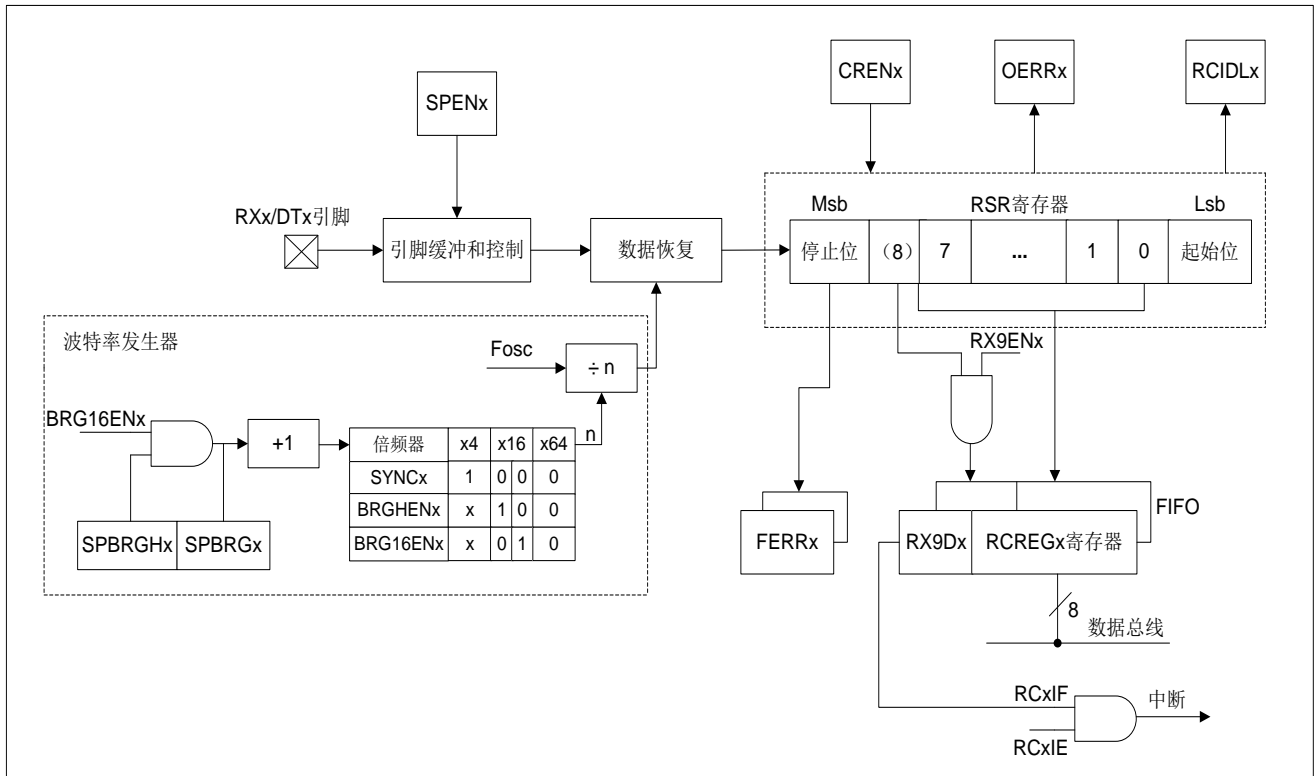 CRENx
OERRx
RCIDLx
SPENx
Msb
RSR寄存器
Lsb
RXx/DTx引脚
引脚缓冲和控制
数据恢复
停止位 (8) 7 ... 1 0 起始位
波特率发生器
Fosc
÷n
RX9ENx
BRG16ENx
+1
n
倍频器 x4 x16 x64
SYNCx 1 0 0 0
BRGHENx x 1 0 0
BRG16ENx x 0 1 0
SPBRGHx SPBRGx
FIFO
FERRx
RX9Dx RCREGx寄存器
8
数据总线
RCxIF
中断
RCxIE